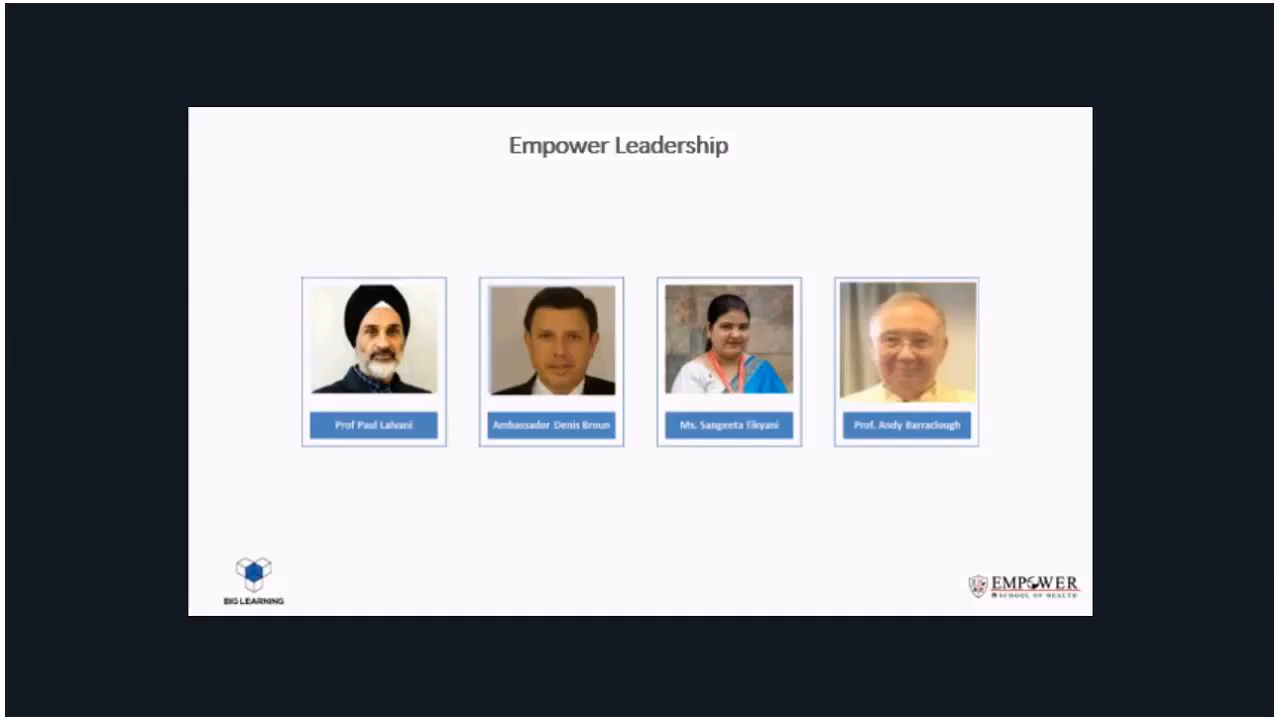 Empower Leadership
Prof Paul Lalvani
Ambassador Denis Broun
Ms. Sangeeta Tikyani
Prof. Andy Barraclough
BIG LEARNING
EMPOWER
SCHOOL OF HEALTH